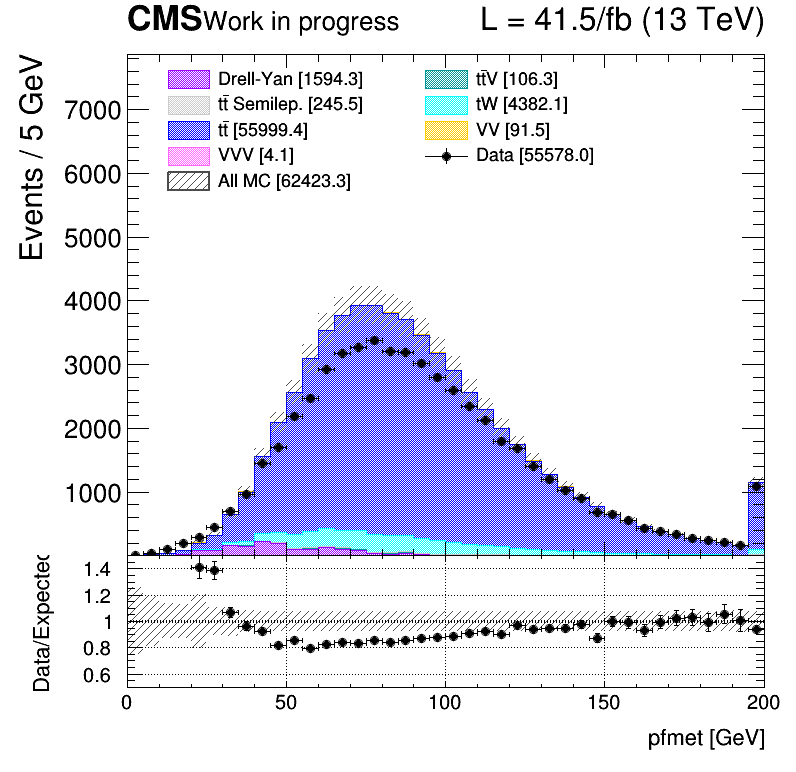 CMS Work in progress L = 41.5/fb (13 TeV)
Events / 5 GeV
7000
6000
5000
4000
3000
2000
1000
Drell-Yan [1594.3]
tt̄ Semilep. [245.5]
tt̄ [55999.4]
VVV [4.1]
All MC [62423.3]
tt̄V [106.3]
tW [4382.1]
VV [91.5]
Data [55578.0]
Data/Expected
1.4
1.2
1
0.8
0.6
0 50 100 150 200
pfmet [GeV]